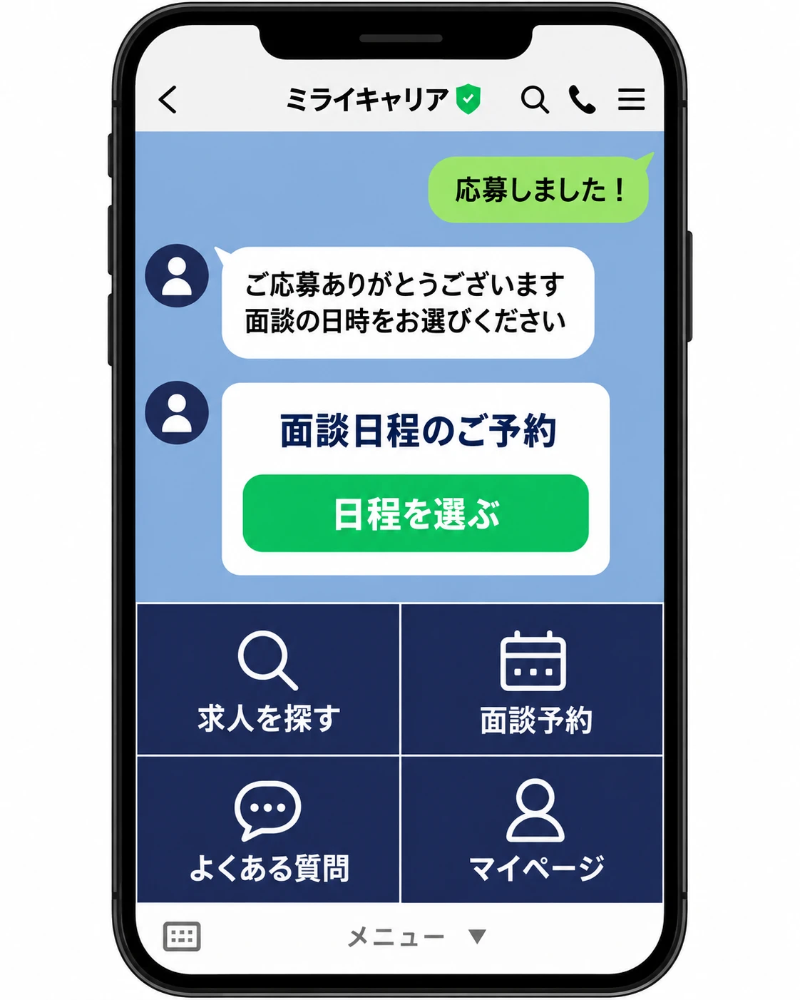 ミライキャリア
応募しました！
ご応募ありがとうございます
面談の日時をお選びください
面談日程のご予約
日程を選ぶ
求人を探す
面談予約
よくある質問
マイページ
メニュー ▼